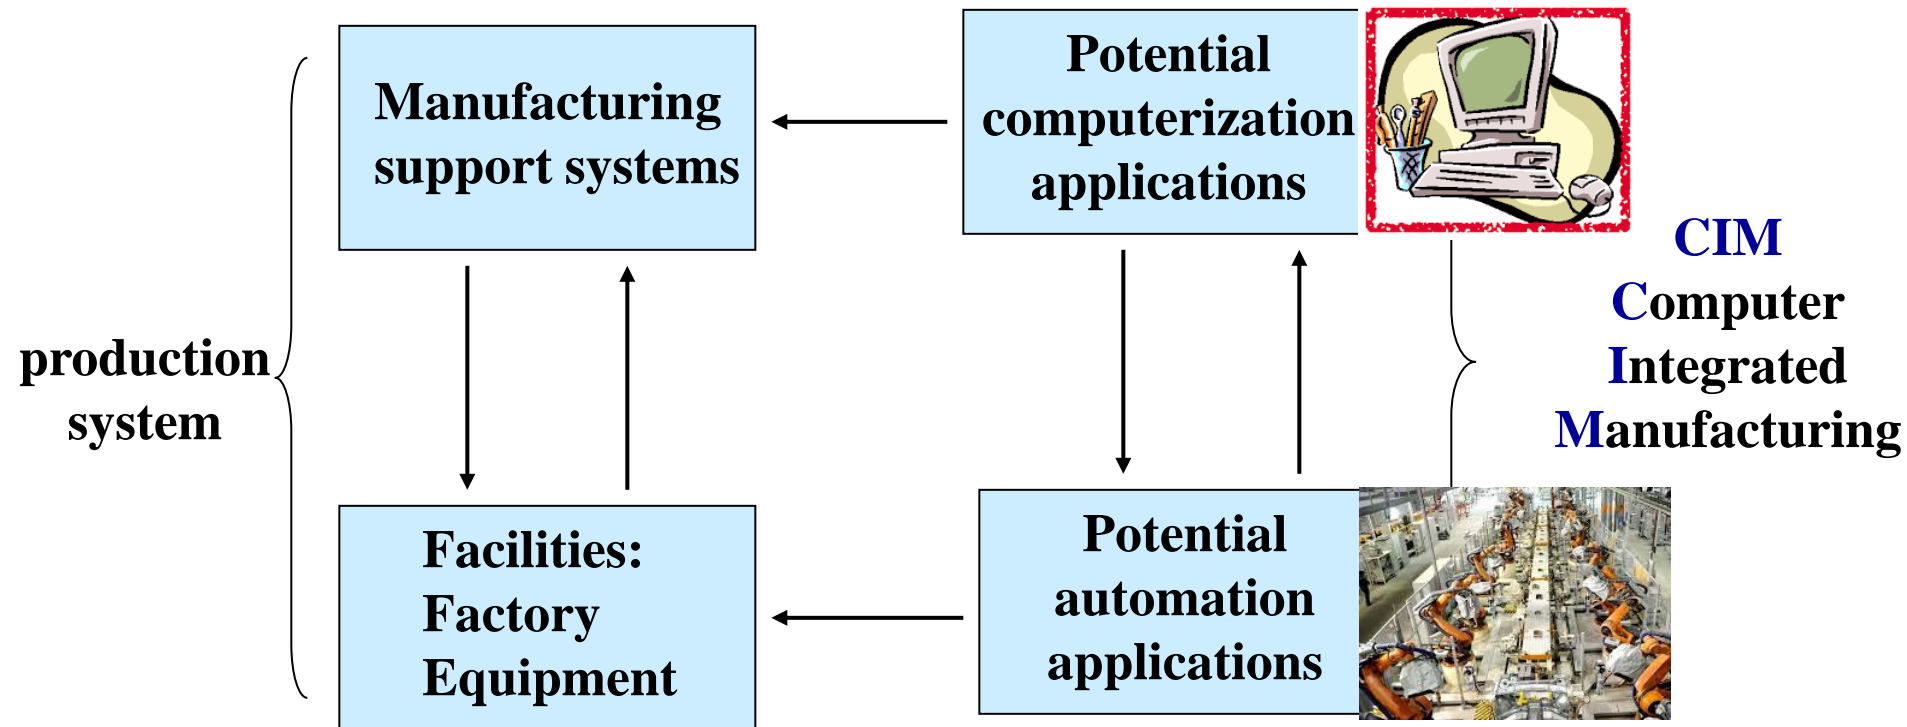 production
system
Manufacturing
support systems
Facilities:
Factory
Equipment
Potential
computerization
applications
Potential
automation
applications
CIM
Computer
Integrated
Manufacturing